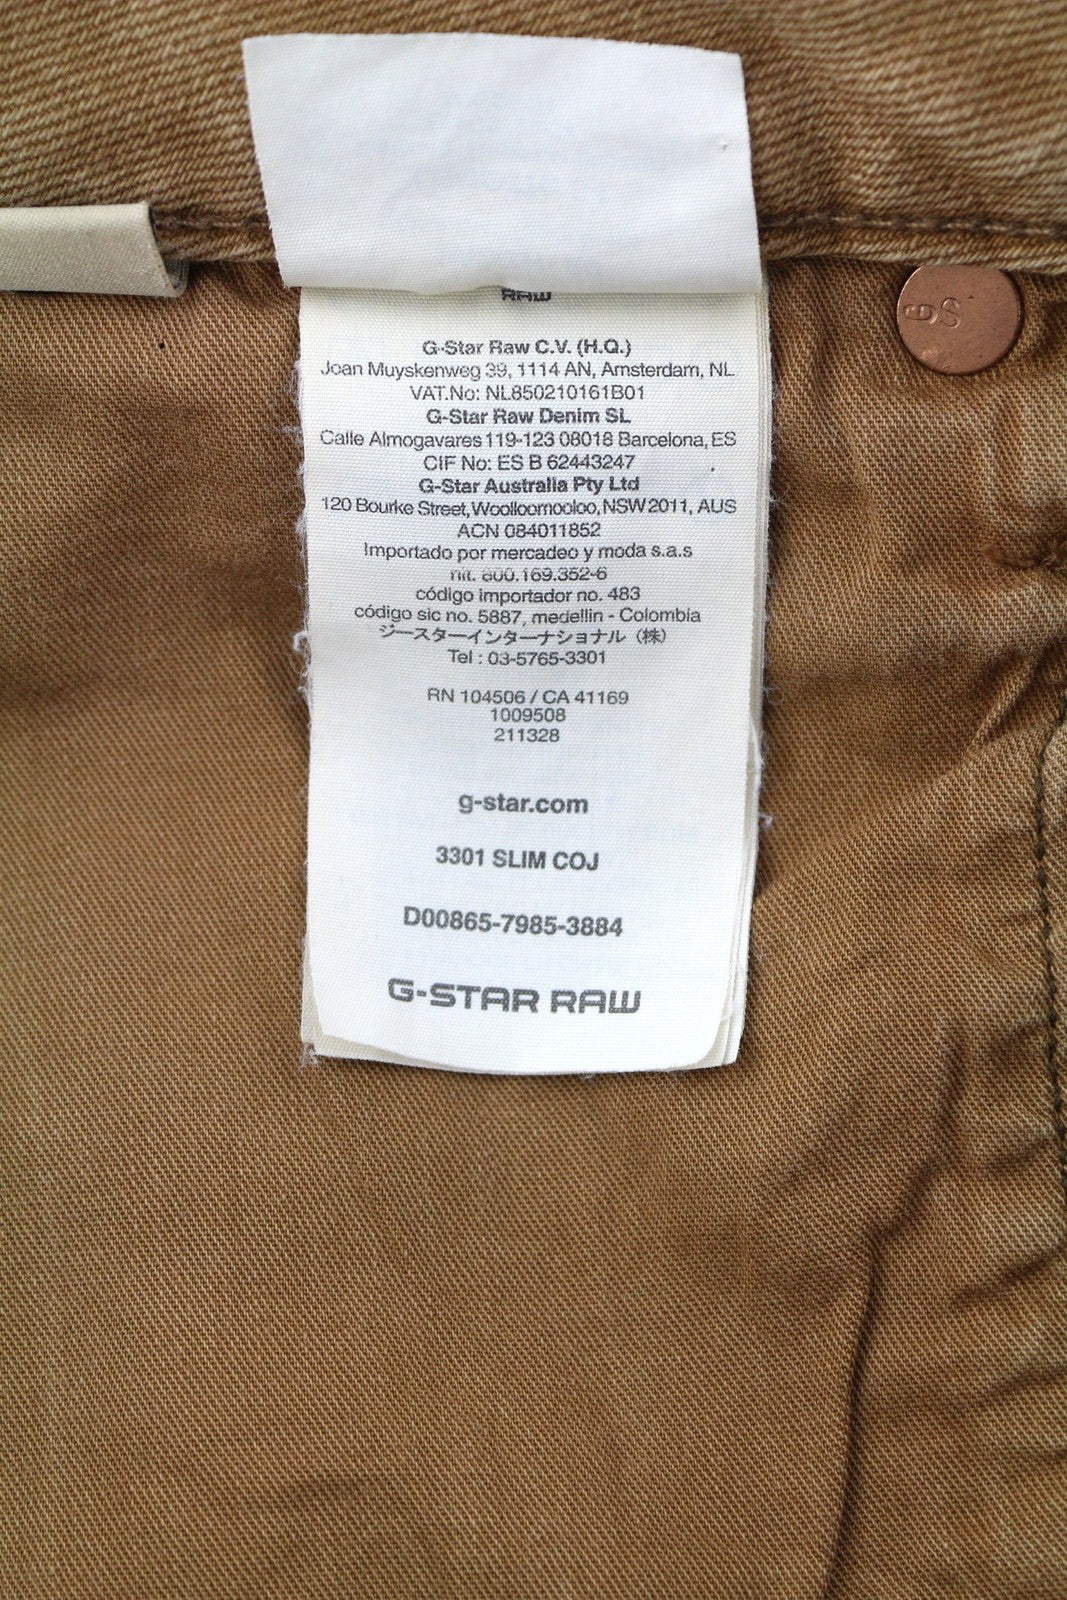 RAW
G-Star Raw C.V. (H.Q.)
Joan Muyskenweg 39, 1114 AN, Amsterdam, NL
VAT.No: NL850210161B01
G-Star Raw Denim SL
Calle Almogavares 119-123 08018 Barcelona, ES
CIF No: ES B 62443247
G-Star Australia Pty Ltd
120 Bourke Street, Woolloomooloo, NSW 2011, AUS
ACN 084011852
Importado por mercadeo y moda s.a.s
nit. 800.169.352-6
código importador no. 483
código sic no. 5887, medellin - Colombia
ジースターインターナショナル（株）
Tel : 03-5765-3301
RN 104506 / CA 41169
1009508
211328
g-star.com
3301 SLIM COJ
D00865-7985-3884
G-STAR RAW